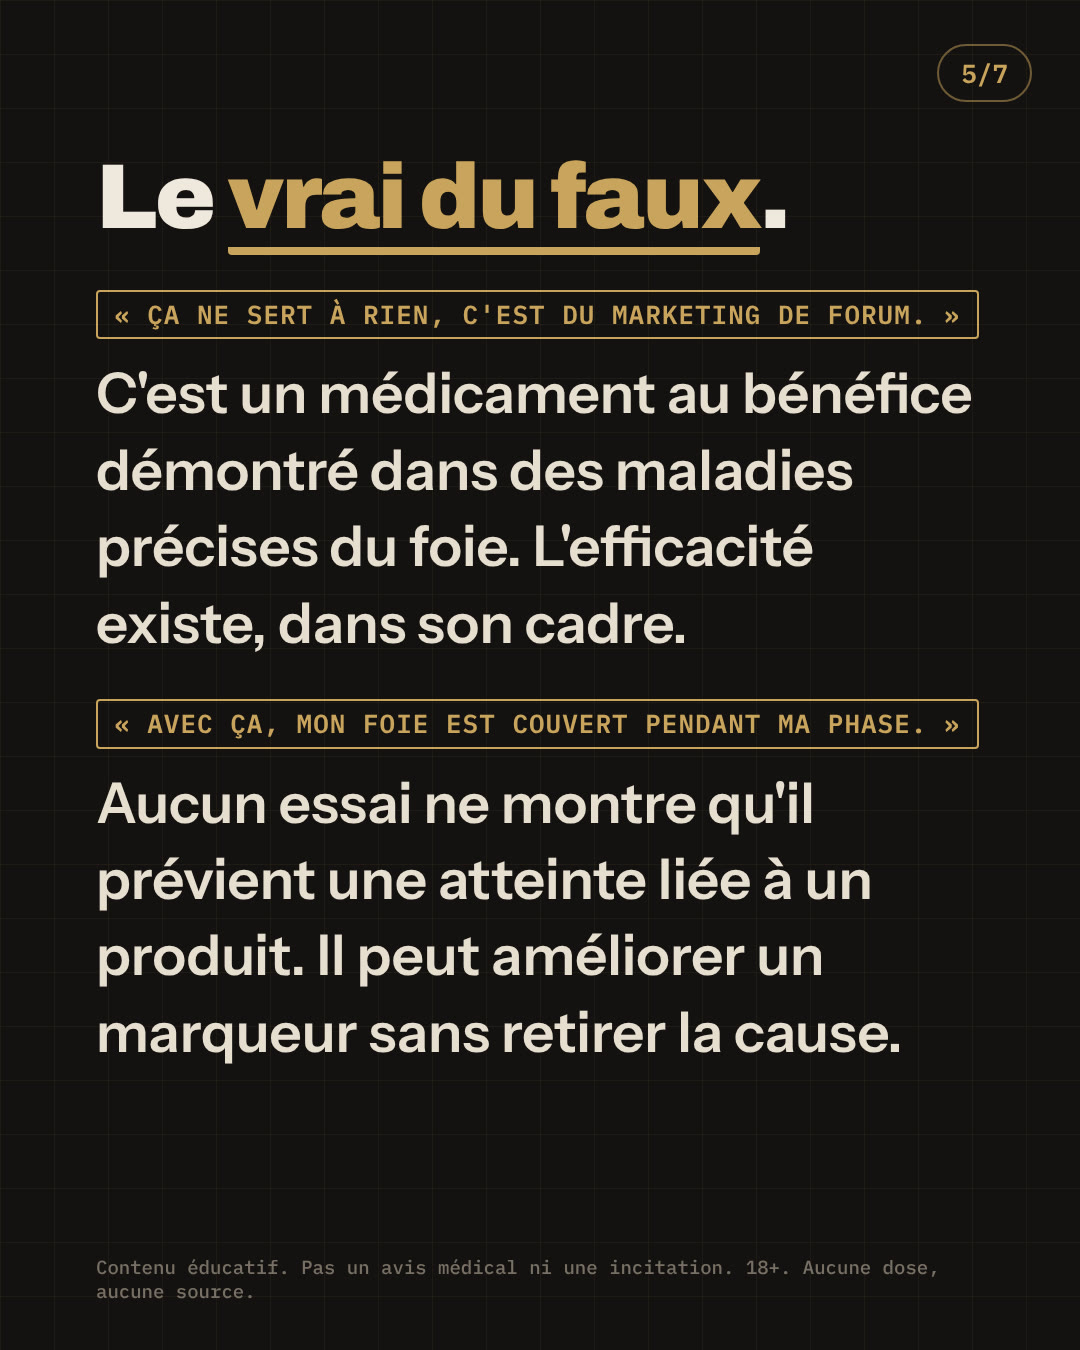 5/7
Le vrai du faux.
« ÇA NE SERT À RIEN, C'EST DU MARKETING DE FORUM. »
C'est un médicament au bénéfice
démontré dans des maladies
précises du foie. L'efficacité
existe, dans son cadre.
« AVEC ÇA, MON FOIE EST COUVERT PENDANT MA PHASE. »
Aucun essai ne montre qu'il
prévient une atteinte liée à un
produit. Il peut améliorer un
marqueur sans retirer la cause.
Contenu éducatif. Pas un avis médical ni une incitation. 18+. Aucune dose,
aucune source.